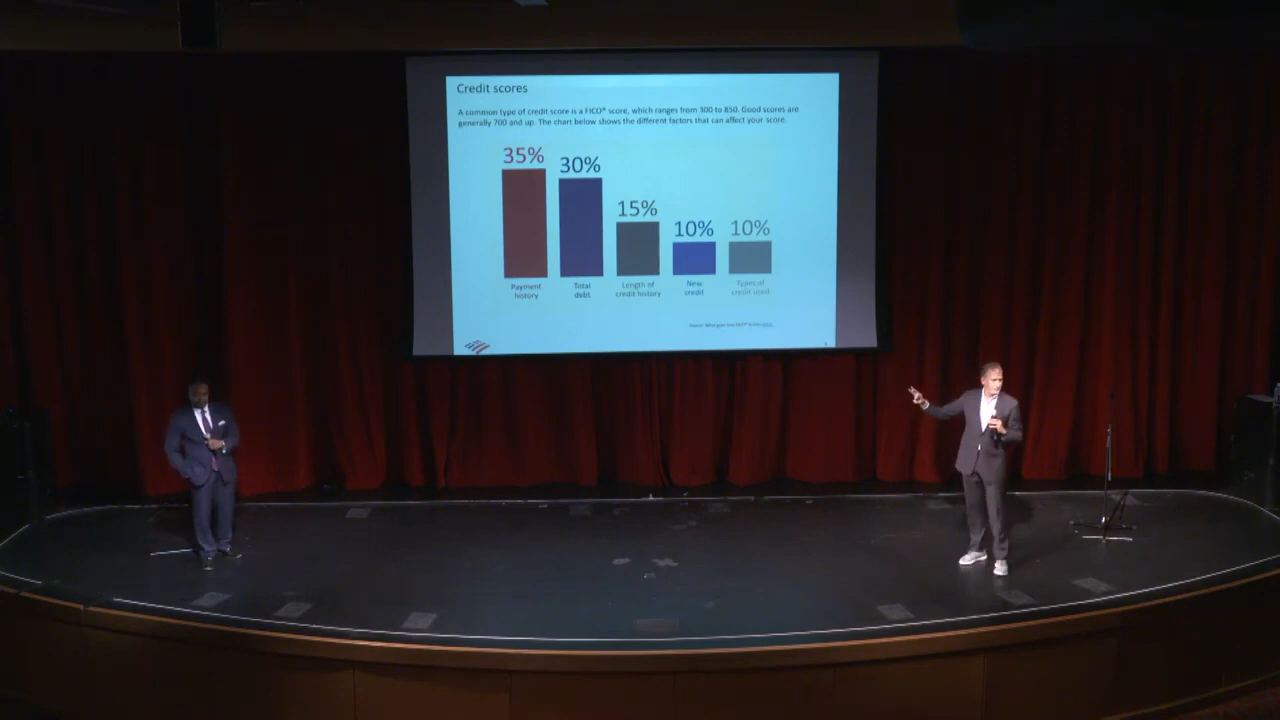 Credit scores
A common type of credit score is a FICO® score, which ranges from 300 to 850. Good scores are
generally 700 and up. The chart below shows the different factors that can affect your score.
35%
30%
15%
10%
10%
Payment
history
Total
debt
Length of
credit history
New
credit
Types of
credit used